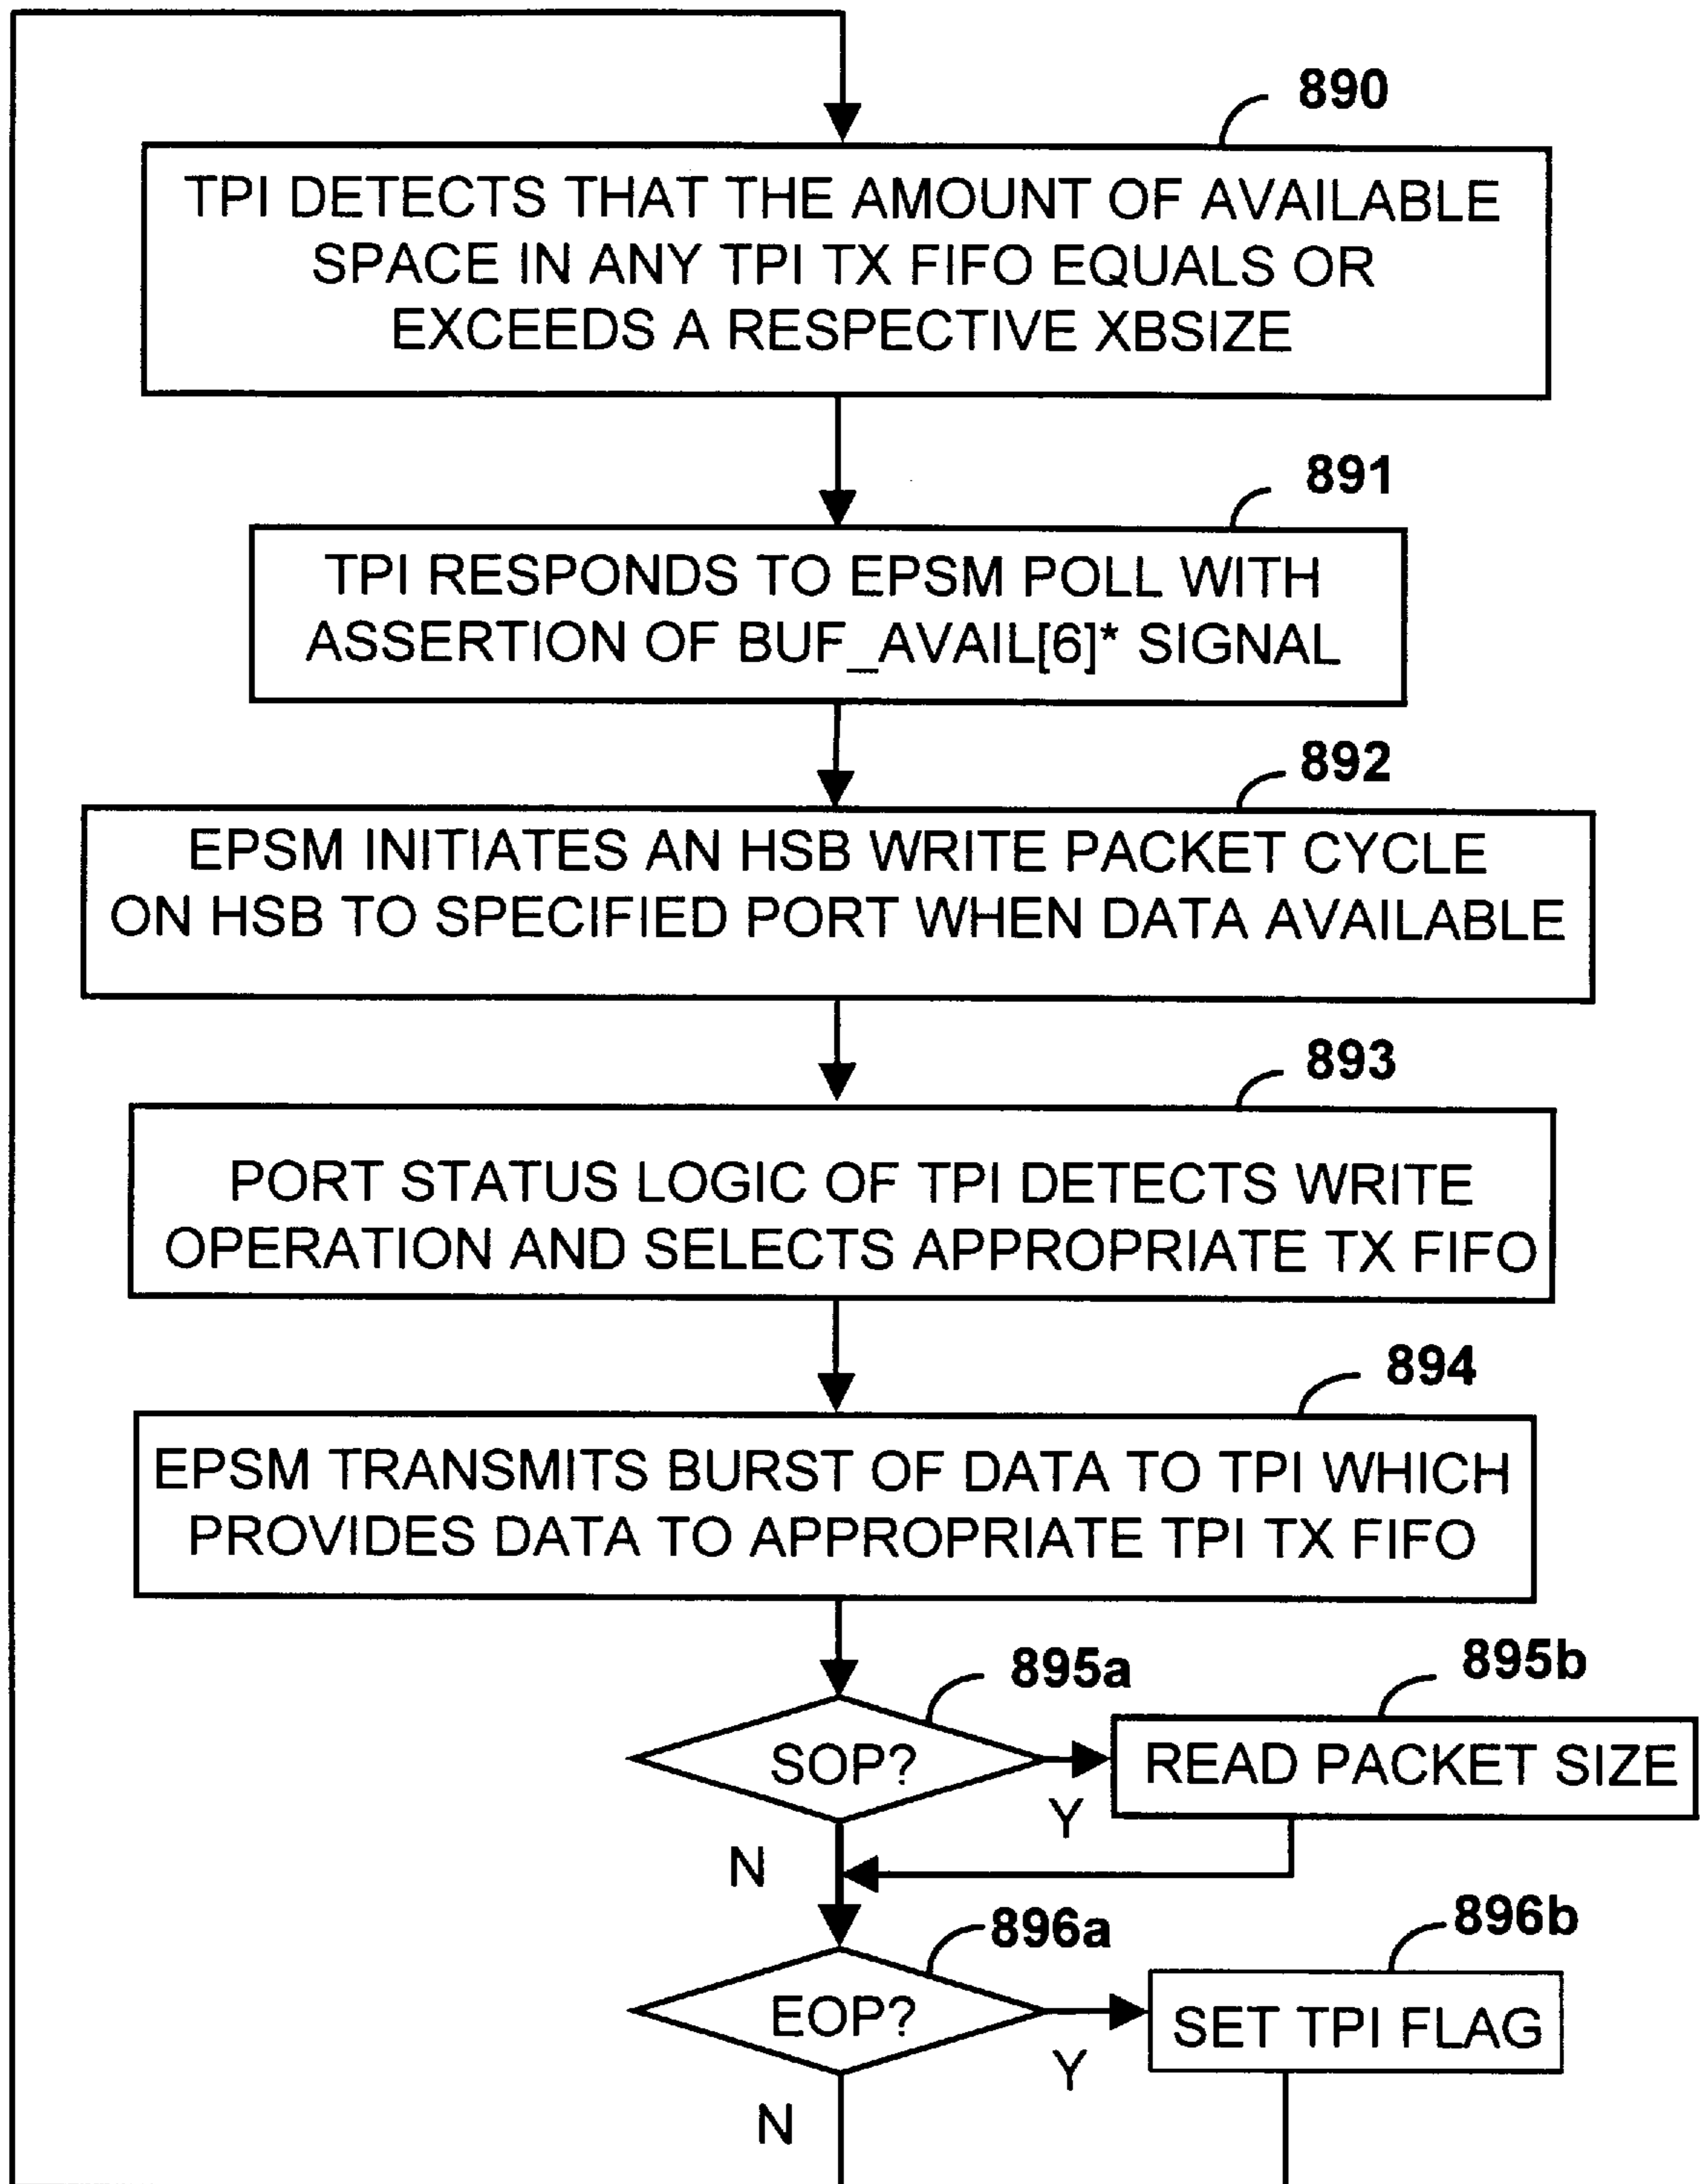 890
TPI DETECTS THAT THE AMOUNT OF AVAILABLE
SPACE IN ANY TPI TX FIFO EQUALS OR
EXCEEDS A RESPECTIVE XBSIZE
891
TPI RESPONDS TO EPSM POLL WITH
ASSERTION OF BUF_AVAIL[6]* SIGNAL
892
EPSM INITIATES AN HSB WRITE PACKET CYCLE
ON HSB TO SPECIFIED PORT WHEN DATA AVAILABLE
893
PORT STATUS LOGIC OF TPI DETECTS WRITE
OPERATION AND SELECTS APPROPRIATE TX FIFO
894
EPSM TRANSMITS BURST OF DATA TO TPI WHICH
PROVIDES DATA TO APPROPRIATE TPI TX FIFO
895a
895b
SOP?
READ PACKET SIZE
Y
N
896a
896b
EOP?
SET TPI FLAG
Y
N